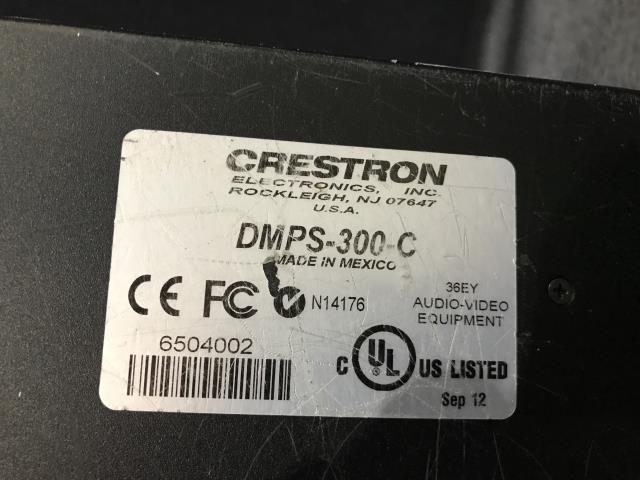 CRESTRON
ELECTRONICS, INC.
ROCKLEIGH, NJ 07647
U.S.A.
DMPS-300-C
MADE IN MEXICO
CE FC N14176
36EY
AUDIO-VIDEO
EQUIPMENT
6504002
C UL US LISTED
Sep 12